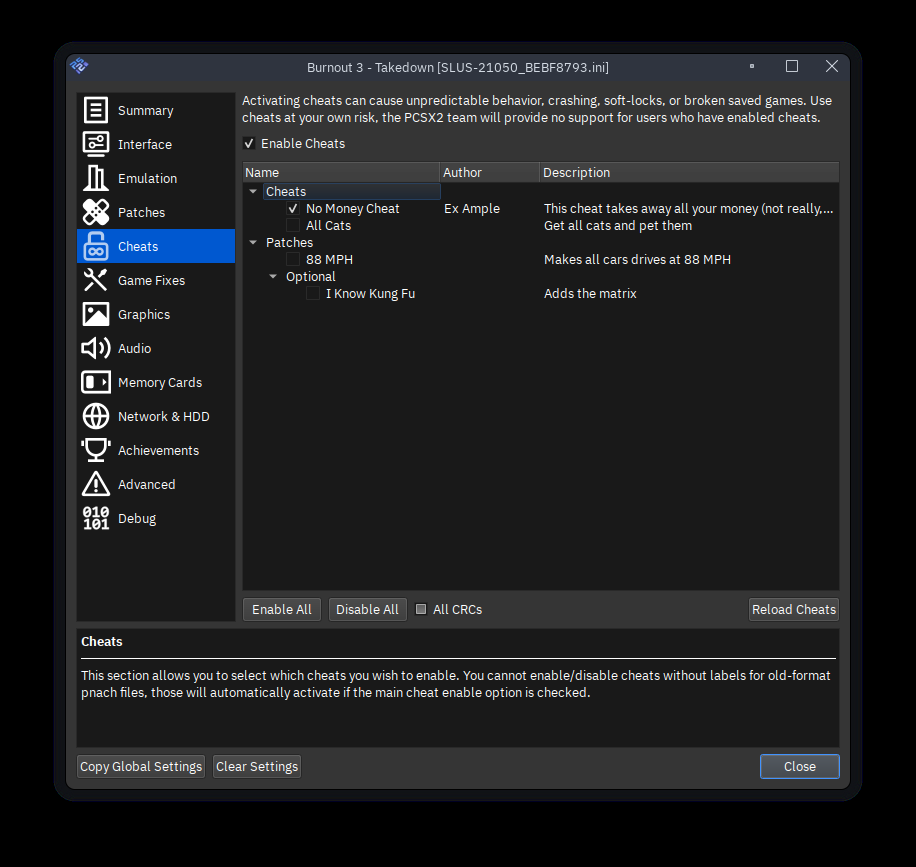 Burnout 3 - Takedown [SLUS-21050_BEBF8793.ini]
Summary
Interface
Emulation
Patches
Cheats
Game Fixes
Graphics
Audio
Memory Cards
Network & HDD
Achievements
Advanced
010
101
Debug
Activating cheats can cause unpredictable behavior, crashing, soft-locks, or broken saved games. Use
cheats at your own risk, the PCSX2 team will provide no support for users who have enabled cheats.
Enable Cheats
Name Author Description
Cheats
No Money Cheat Ex Ample This cheat takes away all your money (not really,...
All Cats Get all cats and pet them
Patches
88 MPH Makes all cars drives at 88 MPH
Optional
I Know Kung Fu Adds the matrix
Enable All Disable All All CRCs Reload Cheats
Cheats
This section allows you to select which cheats you wish to enable. You cannot enable/disable cheats without labels for old-format
pnach files, those will automatically activate if the main cheat enable option is checked.
Copy Global Settings Clear Settings Close